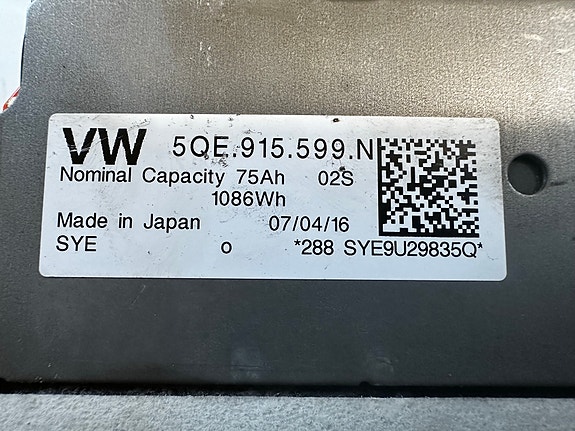 VW 5QE.915.599.N
Nominal Capacity 75Ah 02S
1086Wh
Made in Japan 07/04/16
SYE o *288 SYE9U29835Q*